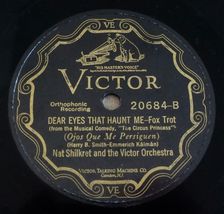 "HIS MASTER'S VOICE"
VICTOR
Orthophonic
Recording
20684-B
DEAR EYES THAT HAUNT ME-Fox Trot
(from the Musical Comedy, "The Circus Princess")
(Ojos Que Me Persiguen)
(Harry B. Smith-Emmerich Kálmán)
Nat Shilkret and the Victor Orchestra
VICTOR TALKING MACHINE CO.
Camden, N.J.